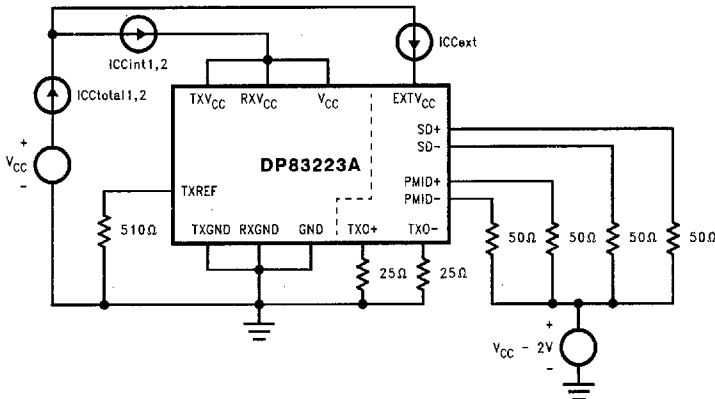 ICCint1,2
ICCext
ICCtotal1,2
TXVCC RXVCC VCC EXTVCC
+
VCC
-
SD+
SD-
DP83223A
PMID+
PMID-
TXREF
510Ω
TXGND RXGND GND TXO+ TXO-
50Ω 50Ω 50Ω 50Ω
25Ω 25Ω
+
VCC - 2V
-